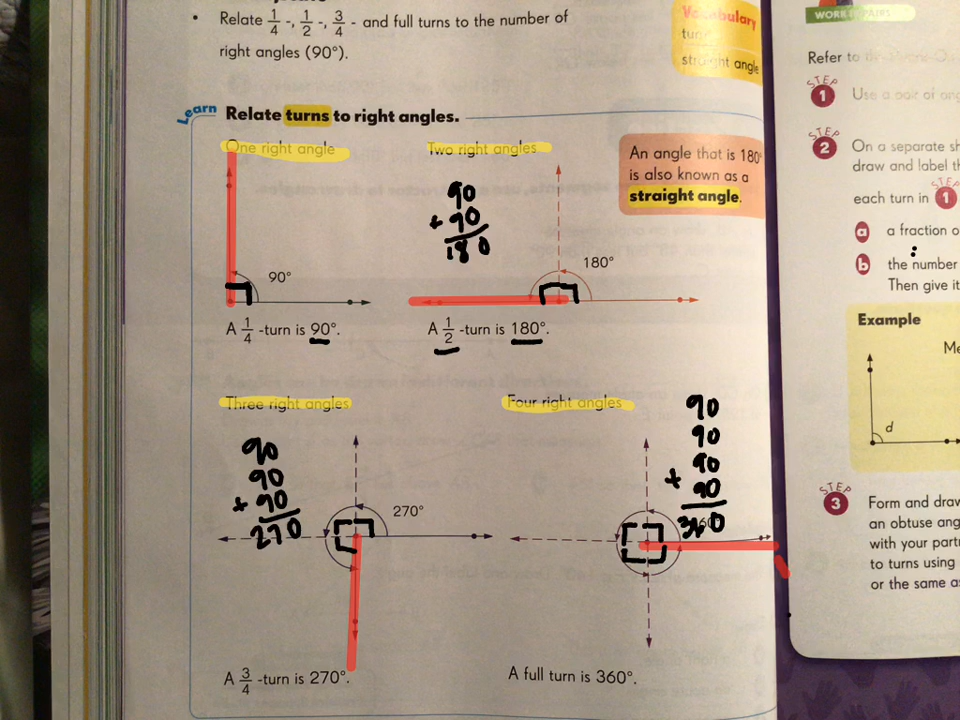 • Relate 1/4 -, 1/2 -, 3/4 - and full turns to the number of
right angles (90°).
Vocabulary
turn
straight angle
Learn Relate turns to right angles.
One right angle
90°
A 1/4 -turn is 90°.
Two right angles
90
+ 90
180
180°
A 1/2 -turn is 180°.
An angle that is 180°
is also known as a
straight angle.
Three right angles
90
90
+ 90
270
270°
A 3/4 -turn is 270°.
Four right angles
90
90
90
+ 90
360
A full turn is 360°.
WORK IN PAIRS
Refer to
STEP
1 Use a pair of
STEP
2 On a separate
draw and label
each turn in STEP 1
a a fraction
b the number
Then give
Example
d
STEP
3 Form and draw
an obtuse
with your
to turns using
or the same